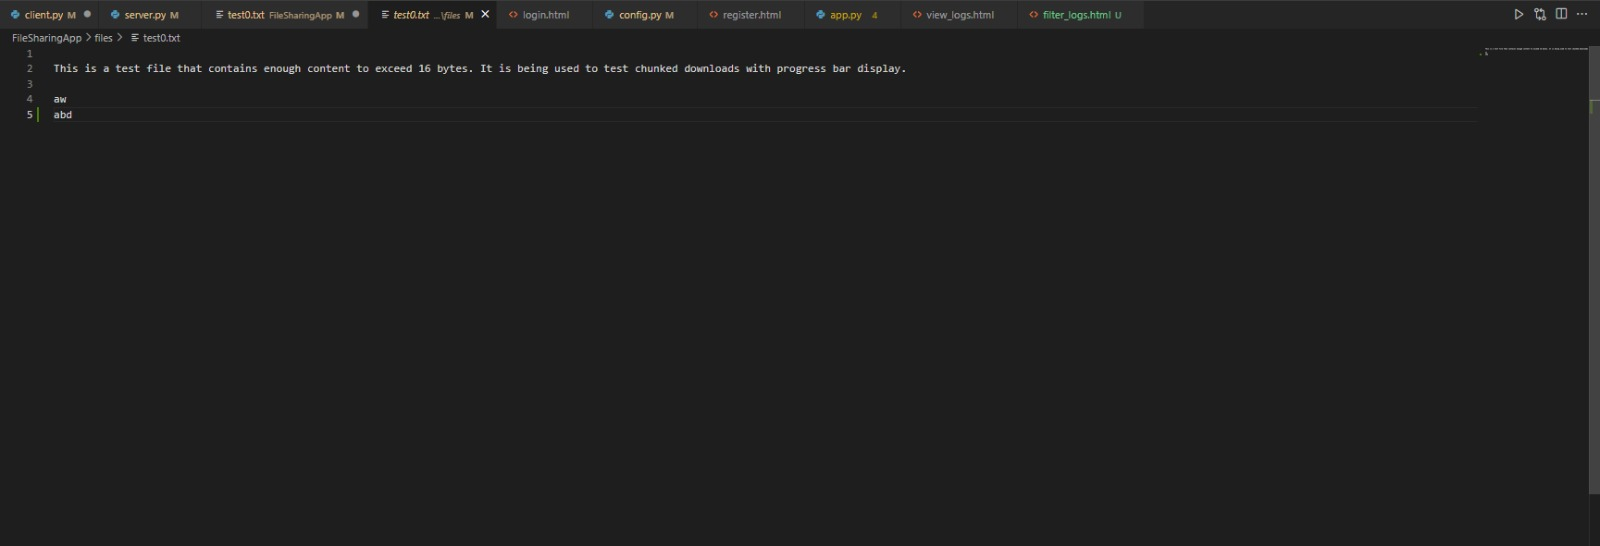 client.py M
server.py M
test0.txt FileSharingApp M
test0.txt ...\files M
login.html
config.py M
register.html
app.py 4
view_logs.html
filter_logs.html U
FileSharingApp > files > test0.txt
1
2 This is a test file that contains enough content to exceed 16 bytes. It is being used to test chunked downloads with progress bar display.
3
4 aw
5 abd